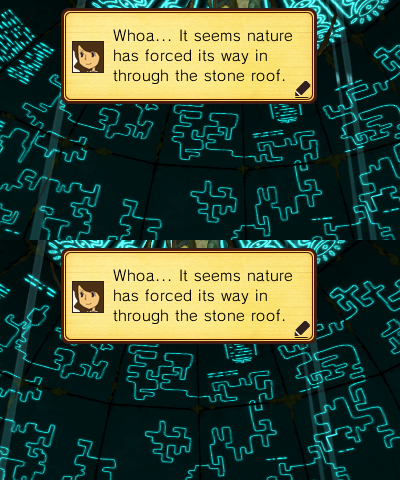 Whoa... It seems nature
has forced its way in
through the stone roof.
Whoa... It seems nature
has forced its way in
through the stone roof.